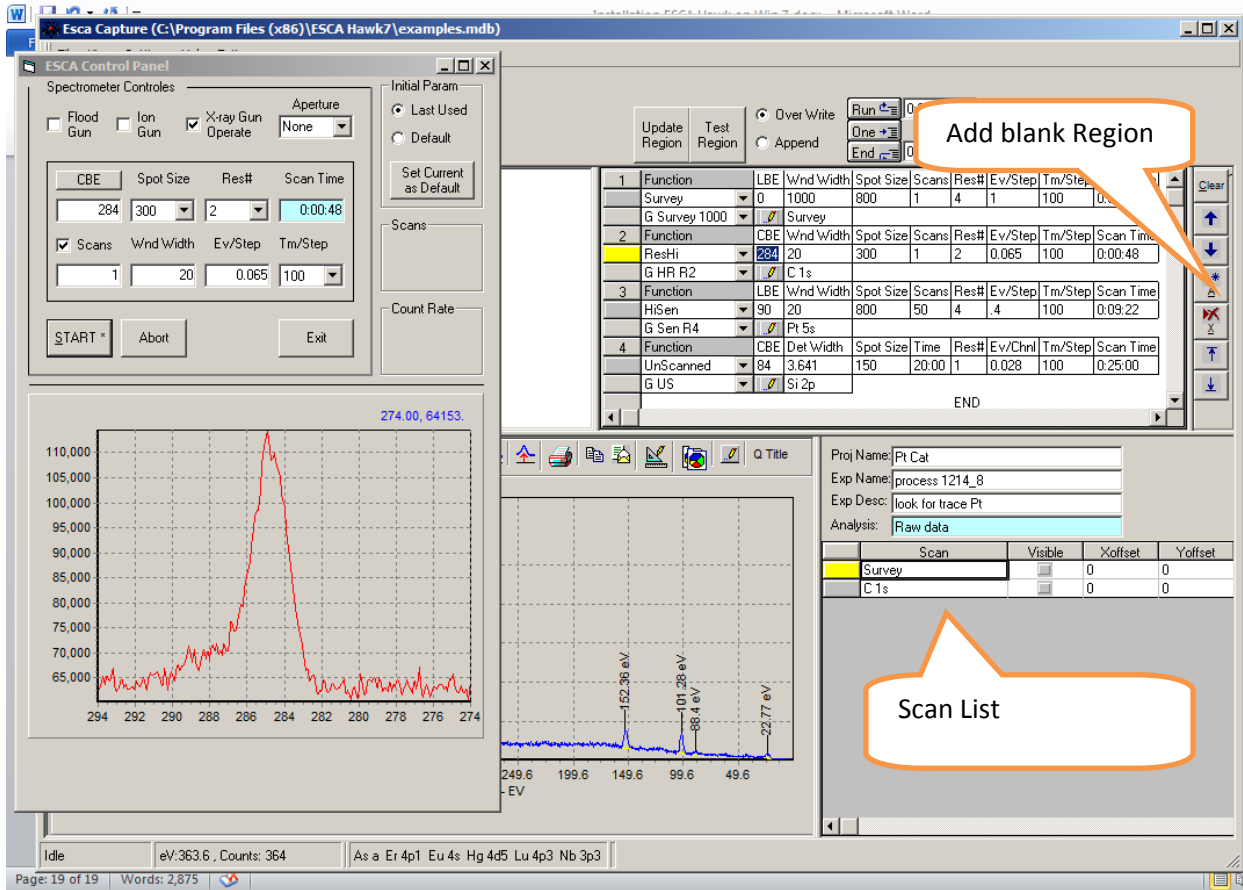 Esca Capture (C:\Program Files (x86)\ESCA Hawk7\examples.mdb)
ESCA Control Panel
Spectrometer Controles
Flood Gun
Ion Gun
X-ray Gun Operate
Aperture
None
CBE Spot Size Res# Scan Time
284 300 2 0:00:48
Scans Wnd Width Ev/Step Tm/Step
1 20 0.065 100
START * Abort Exit
Initial Param
Last Used
Default
Set Current as Default
Scans
Count Rate
274.00, 64153.
110,000
105,000
100,000
95,000
90,000
85,000
80,000
75,000
70,000
65,000
294 292 290 288 286 284 282 280 278 276 274
Update Region
Test Region
Over Write
Append
Run
One
End
Add blank Region
1 Function LBE Wnd Width Spot Size Scans Res# Ev/Step Tm/Step
Survey 0 1000 800 1 4 1 100
G Survey 1000 Survey
2 Function CBE Wnd Width Spot Size Scans Res# Ev/Step Tm/Step Scan Time
ResHi 284 20 300 1 2 0.065 100 0:00:48
G HR R2 C 1s
3 Function LBE Wnd Width Spot Size Scans Res# Ev/Step Tm/Step Scan Time
HiSen 90 20 800 50 4 .4 100 0:09:22
G Sen R4 Pt 5s
4 Function CBE Det Width Spot Size Time Res# Ev/Chnl Tm/Step Scan Time
UnScanned 84 3.641 150 20:00 1 0.028 100 0:25:00
G US Si 2p
END
Clear
X
Q Title
152.36 eV
101.28 eV
88.4 eV
22.77 eV
249.6 199.6 149.6 99.6 49.6
- EV
Proj Name: Pt Cat
Exp Name: process 1214_8
Exp Desc: look for trace Pt
Analysis: Raw data
Scan Visible Xoffset Yoffset
Survey 0 0
C 1s 0 0
Scan List
Idle eV:363.6 , Counts: 364 As a Er 4p1 Eu 4s Hg 4d5 Lu 4p3 Nb 3p3
Page: 19 of 19 Words: 2,875